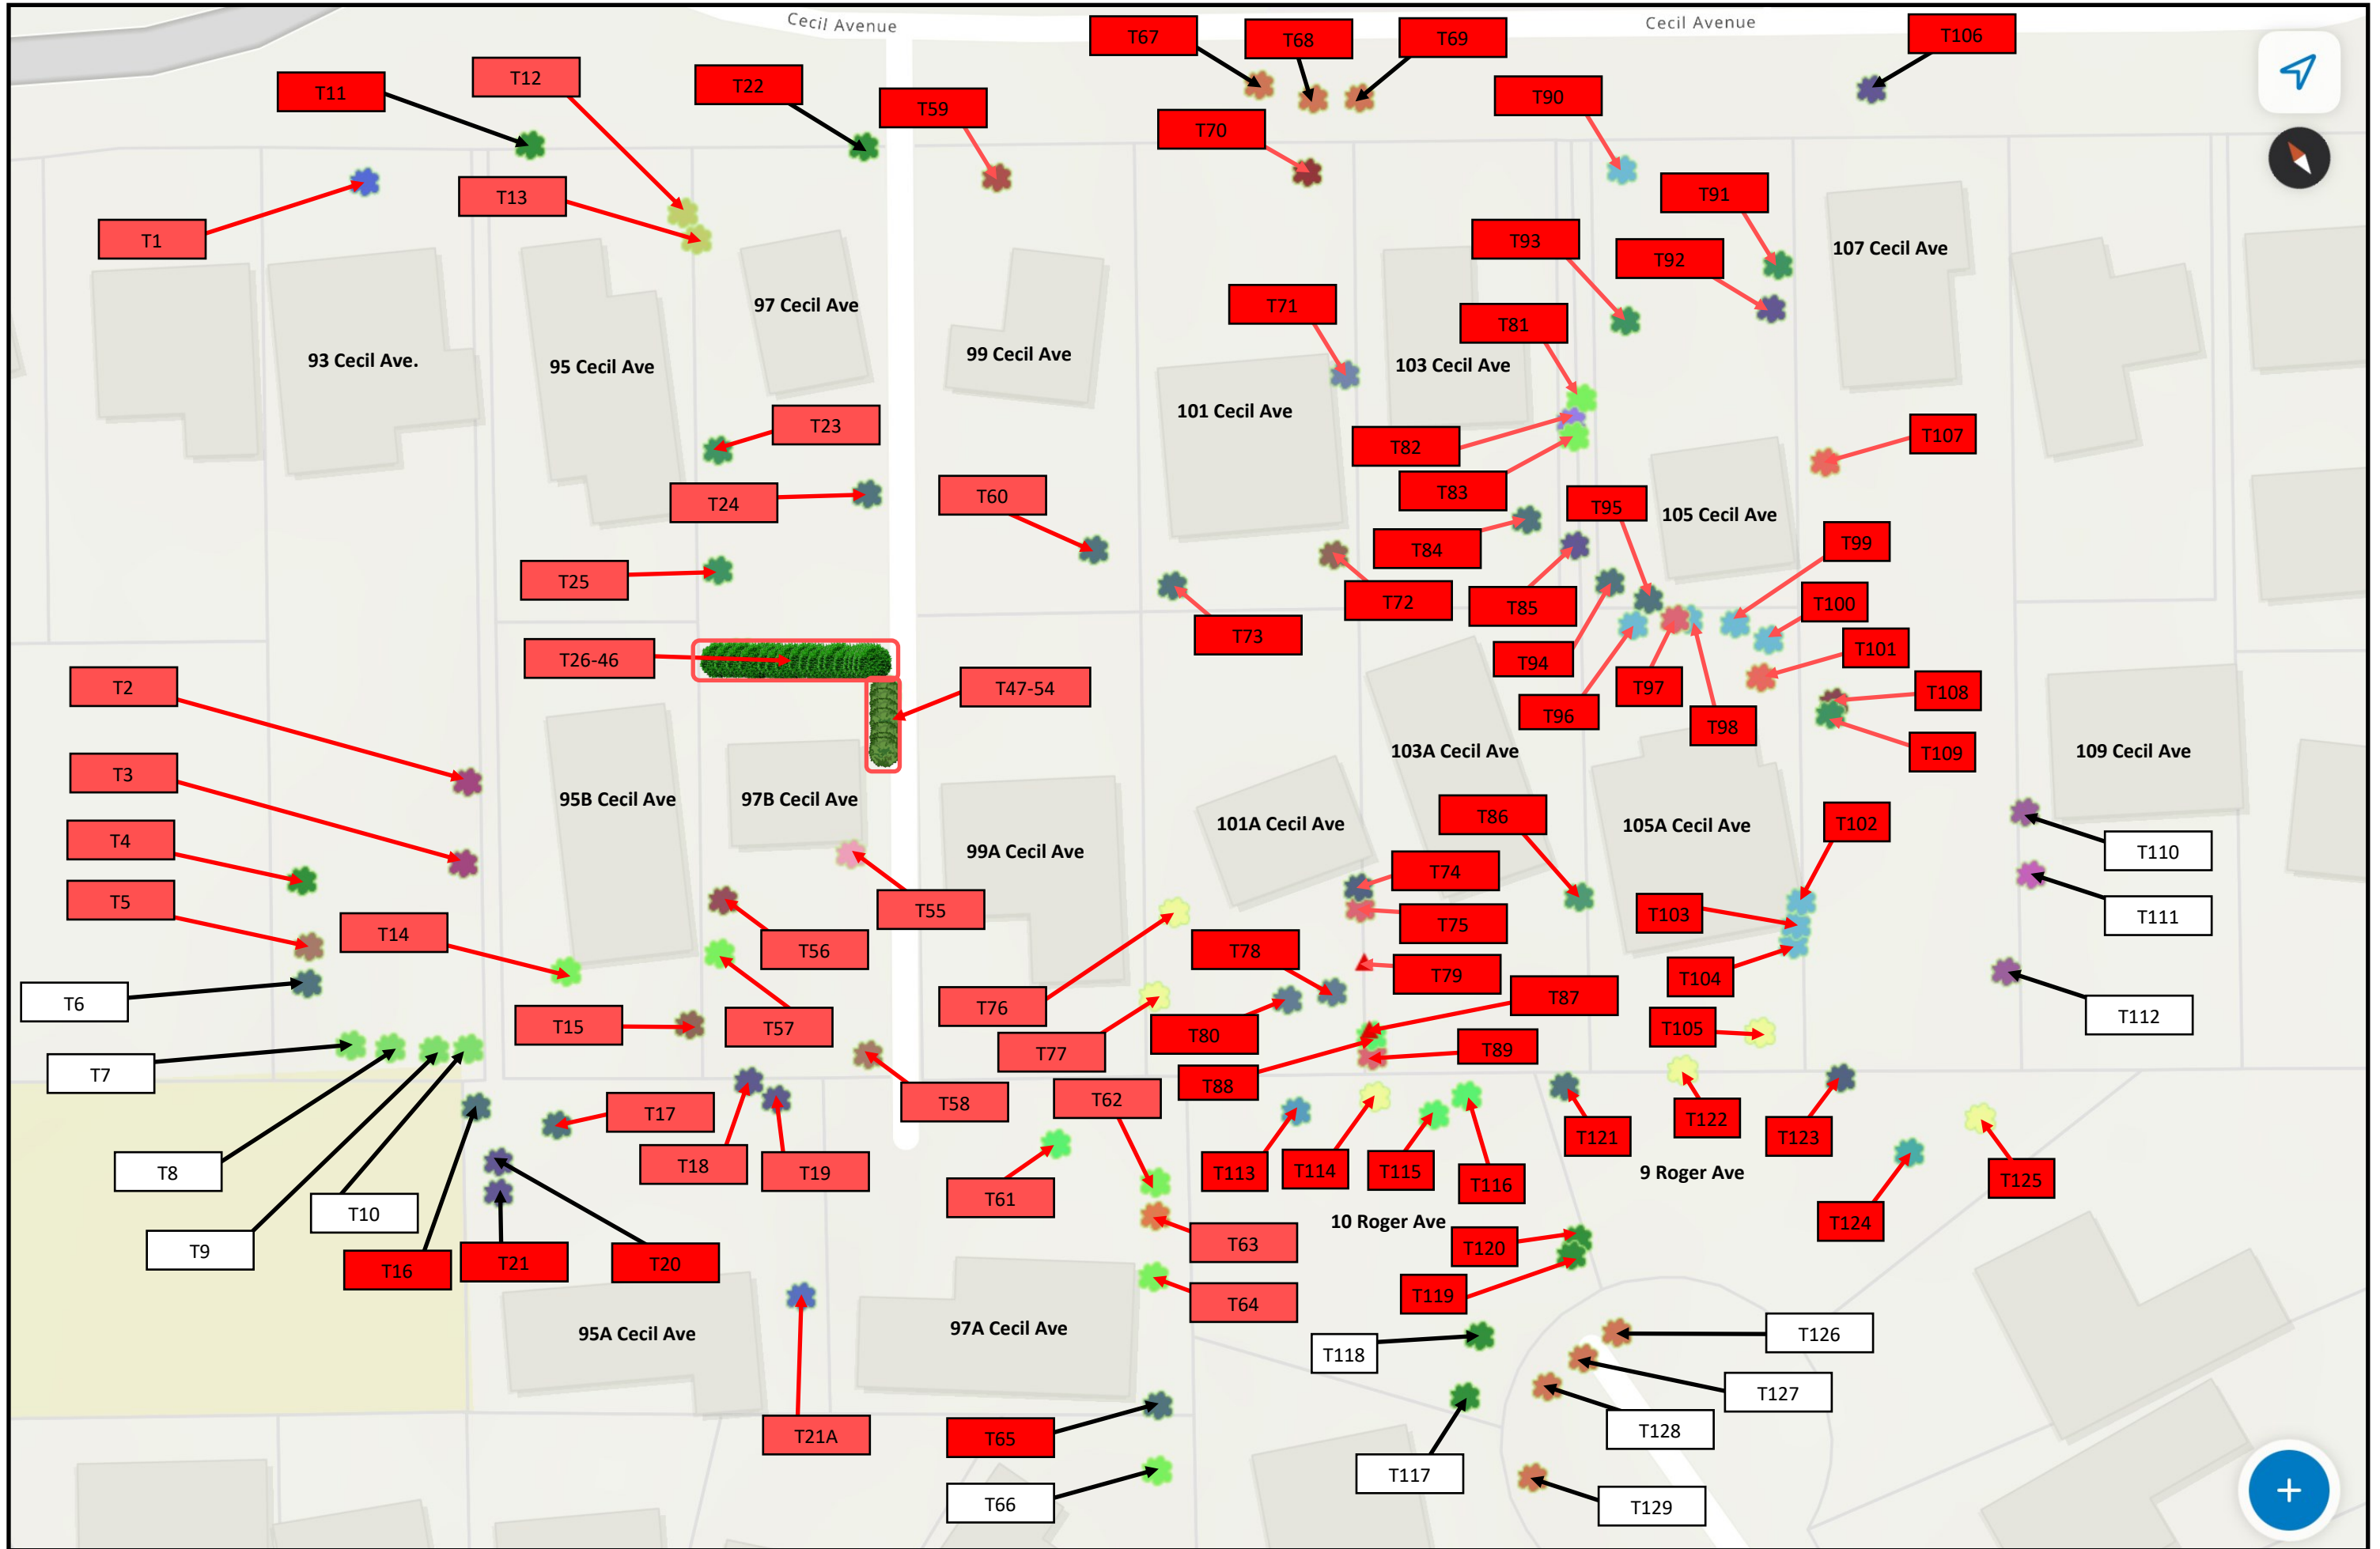 Cecil Avenue
Cecil Avenue
T67
T68
T69
T106
T11
T12
T22
T59
T70
T90
T1
T13
T91
T93
T92
107 Cecil Ave
97 Cecil Ave
T71
T81
93 Cecil Ave.
95 Cecil Ave
99 Cecil Ave
103 Cecil Ave
101 Cecil Ave
T23
T82
T107
T24
T60
T83
T95
105 Cecil Ave
T84
T99
T25
T72
T85
T100
T73
T26-46
T94
T101
T2
T47-54
T97
T108
T96
T98
T3
103A Cecil Ave
T109
109 Cecil Ave
95B Cecil Ave
97B Cecil Ave
T4
101A Cecil Ave
T86
105A Cecil Ave
T102
99A Cecil Ave
T110
T5
T74
T55
T103
T111
T14
T75
T56
T78
T79
T104
T6
T76
T87
T15
T57
T80
T105
T112
T77
T89
T7
T88
T58
T62
T17
T122
T121
T123
T8
T18
T19
T61
T113
T114
T115
T116
9 Roger Ave
T125
T10
10 Roger Ave
T124
T9
T63
T120
T16
T21
T20
T119
T64
95A Cecil Ave
97A Cecil Ave
T118
T126
T127
T21A
T65
T128
T117
T66
T129